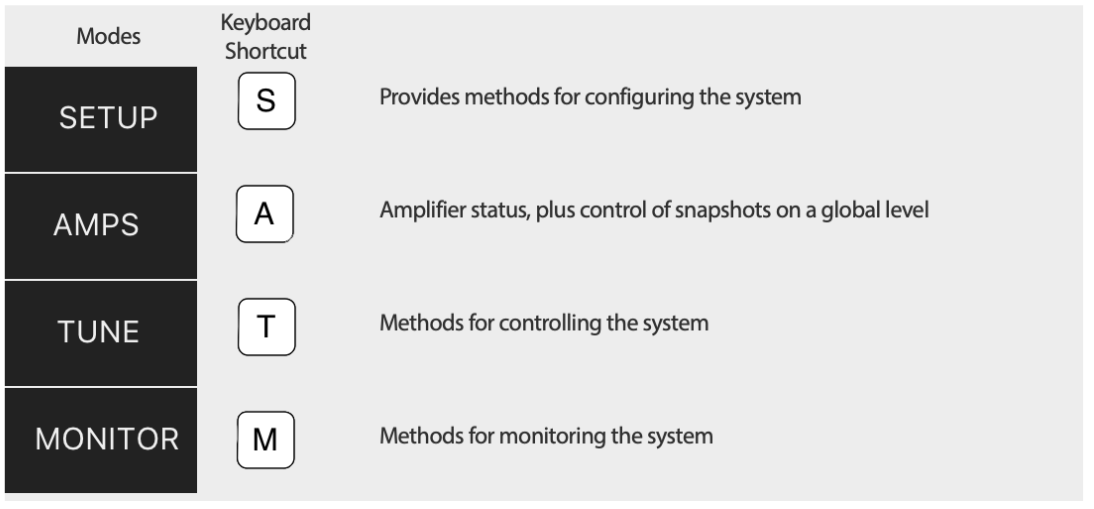 Modes
Keyboard
Shortcut
SETUP
S
Provides methods for configuring the system
AMPS
A
Amplifier status, plus control of snapshots on a global level
TUNE
T
Methods for controlling the system
MONITOR
M
Methods for monitoring the system